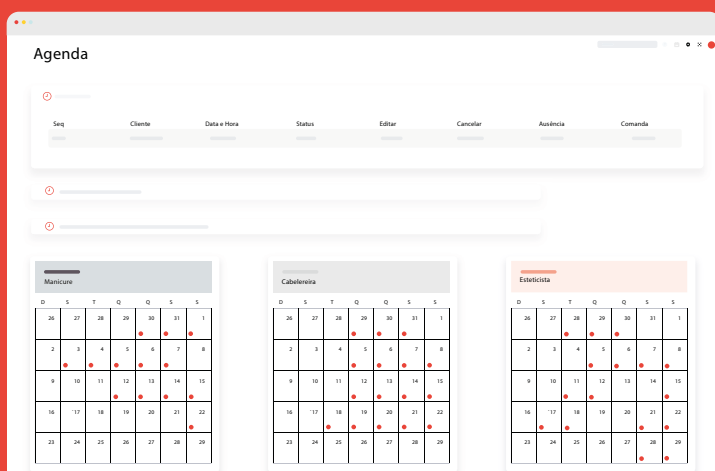 Agenda
Seq Cliente Data e Hora Status Editar Cancelar Ausência Comanda
Manicure
D S T Q Q S S
26 27 28 29 30 31 1
2 3 4 5 6 7 8
9 10 11 12 13 14 15
16 '17 18 19 20 21 22
23 24 25 26 27 28 29
Cabelereira
D S T Q Q S S
26 27 28 29 30 31 1
2 3 4 5 6 7 8
9 10 11 12 13 14 15
16 '17 18 19 20 21 22
23 24 25 26 27 28 29
Esteticista
D S T Q Q S S
26 27 28 29 30 31 1
2 3 4 5 6 7 8
9 10 11 12 13 14 15
16 '17 18 19 20 21 22
23 24 25 26 27 28 29